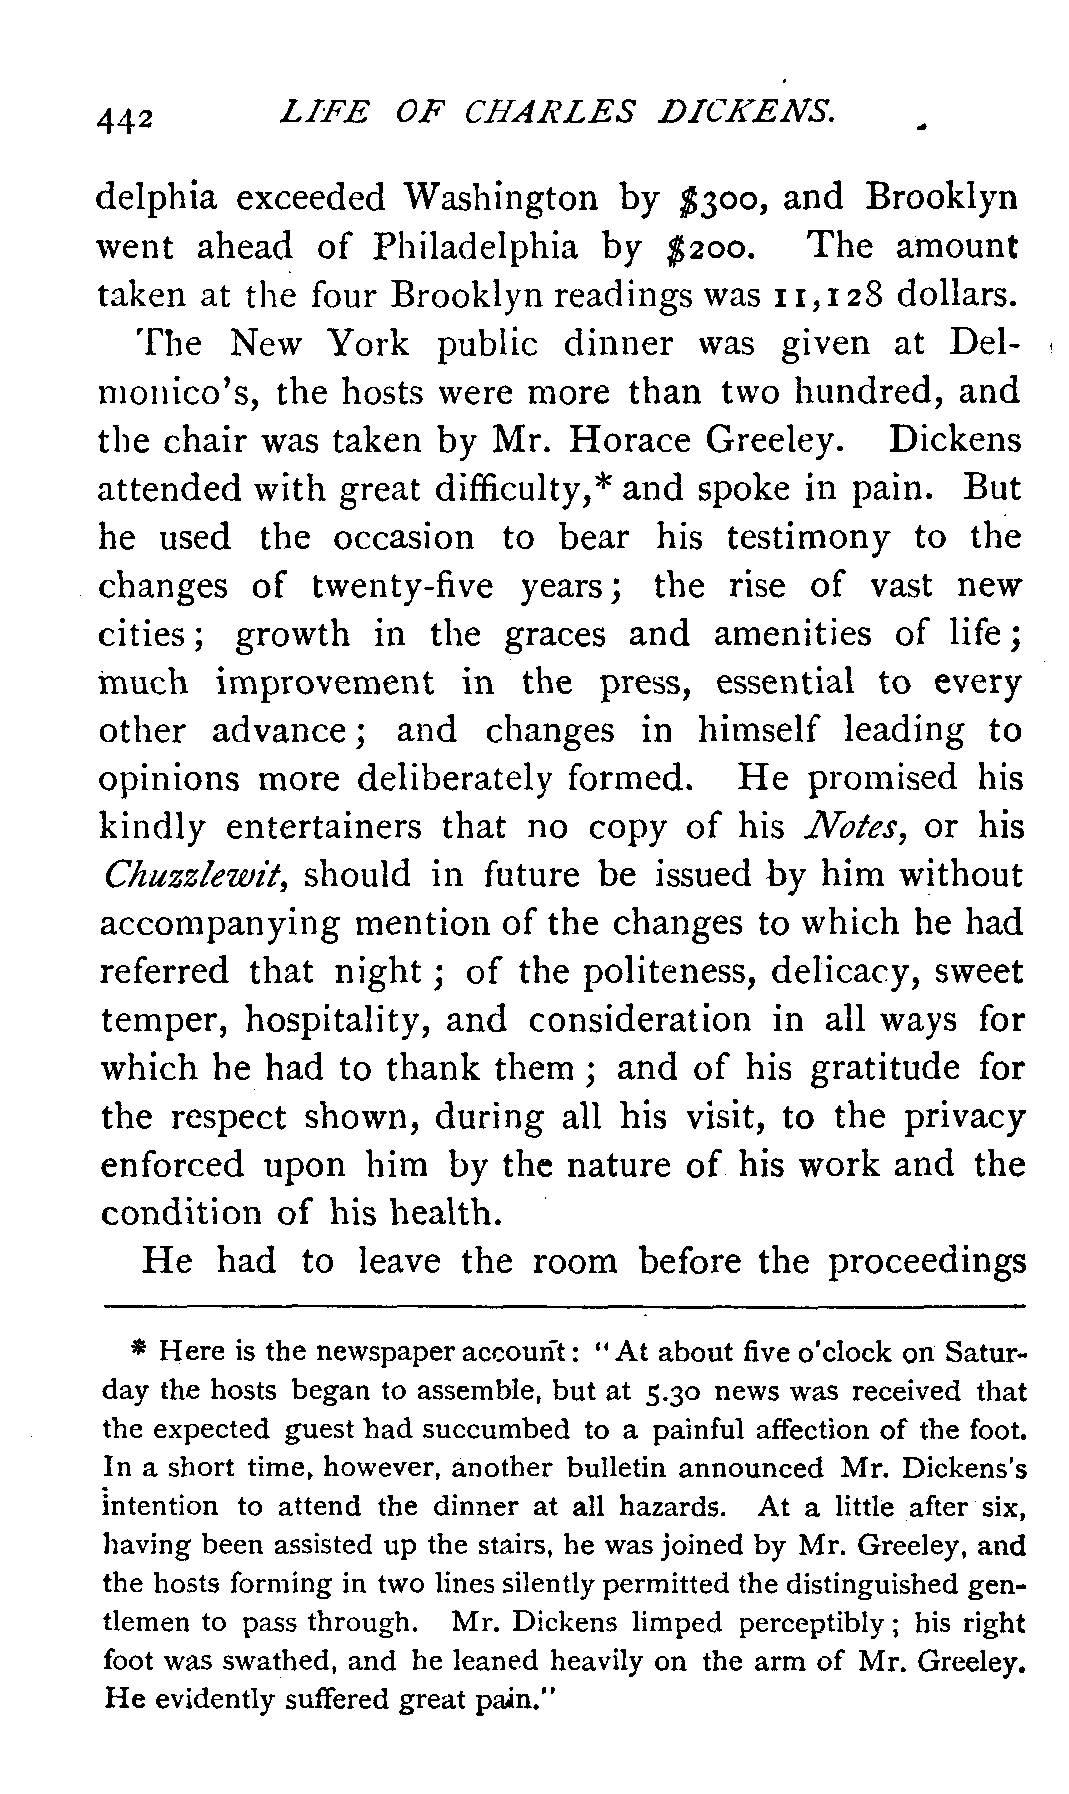 442 LIFE OF CHARLES DICKENS.
delphia exceeded Washington by $300, and Brooklyn
went ahead of Philadelphia by $200. The amount
taken at the four Brooklyn readings was 11,128 dollars.
The New York public dinner was given at Del-
monico's, the hosts were more than two hundred, and
the chair was taken by Mr. Horace Greeley. Dickens
attended with great difficulty,* and spoke in pain. But
he used the occasion to bear his testimony to the
changes of twenty-five years; the rise of vast new
cities; growth in the graces and amenities of life;
much improvement in the press, essential to every
other advance; and changes in himself leading to
opinions more deliberately formed. He promised his
kindly entertainers that no copy of his Notes, or his
Chuzzlewit, should in future be issued by him without
accompanying mention of the changes to which he had
referred that night; of the politeness, delicacy, sweet
temper, hospitality, and consideration in all ways for
which he had to thank them; and of his gratitude for
the respect shown, during all his visit, to the privacy
enforced upon him by the nature of his work and the
condition of his health.
He had to leave the room before the proceedings
* Here is the newspaper account: "At about five o'clock on Satur-
day the hosts began to assemble, but at 5.30 news was received that
the expected guest had succumbed to a painful affection of the foot.
In a short time, however, another bulletin announced Mr. Dickens's
intention to attend the dinner at all hazards. At a little after six,
having been assisted up the stairs, he was joined by Mr. Greeley, and
the hosts forming in two lines silently permitted the distinguished gen-
tlemen to pass through. Mr. Dickens limped perceptibly; his right
foot was swathed, and he leaned heavily on the arm of Mr. Greeley.
He evidently suffered great pain."